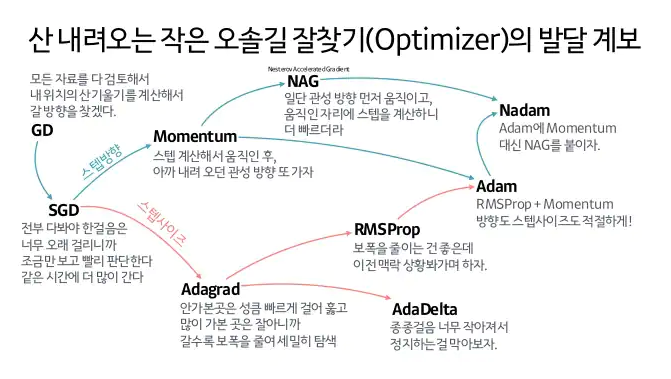 산 내려오는 작은 오솔길 잘찾기(Optimizer)의 발달 계보
모든 자료를 다 검토해서
내 위치의 산기울기를 계산해서
갈 방향을 찾겠다.
GD
스텝방향
Nesterov Accelerated Gradient
NAG
일단 관성 방향 먼저 움직이고,
움직인 자리에 스텝을 계산하니
더 빠르더라
Momentum
스텝 계산해서 움직인 후,
아까 내려 오던 관성 방향 또 가자
Nadam
Adam에 Momentum
대신 NAG를 붙이자.
Adam
RMSProp + Momentum
방향도 스텝사이즈도 적절하게!
SGD
전부 다봐야 한걸음은
너무 오래 걸리니까
조금만 보고 빨리 판단한다
같은 시간에 더 많이 간다
스텝사이즈
RMSProp
보폭을 줄이는 건 좋은데
이전 맥락 상황봐가며 하자.
Adagrad
안가본곳은 성큼 빠르게 걸어 훓고
많이 가본 곳은 잘아니까
갈수록 보폭을 줄여 세밀히 탐색
AdaDelta
종종걸음 너무 작아져서
정지하는걸 막아보자.